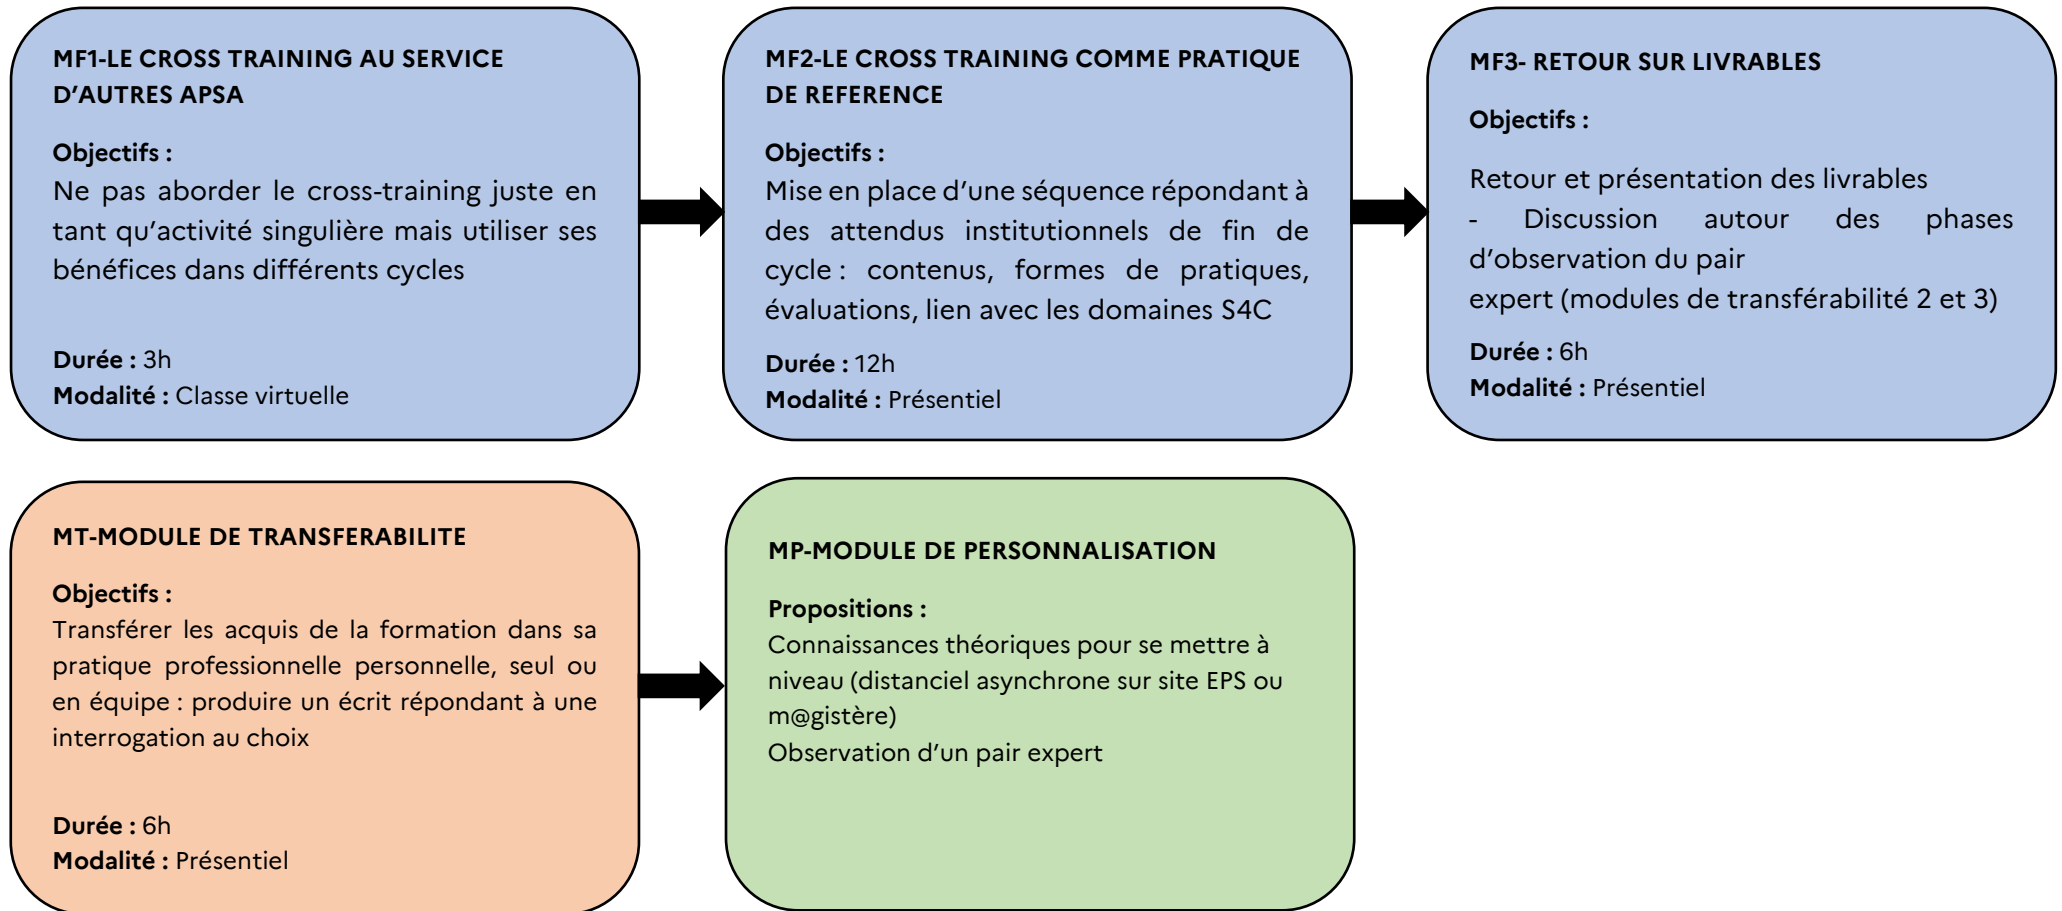 MF1-LE CROSS TRAINING AU SERVICE
D’AUTRES APSA
Objectifs :
Ne pas aborder le cross-training juste en
tant qu’activité singulière mais utiliser ses
bénéfices dans différents cycles
Durée : 3h
Modalité : Classe virtuelle
MF2-LE CROSS TRAINING COMME PRATIQUE
DE REFERENCE
Objectifs :
Mise en place d’une séquence répondant à
des attendus institutionnels de fin de
cycle : contenus, formes de pratiques,
évaluations, lien avec les domaines S4C
Durée : 12h
Modalité : Présentiel
MF3- RETOUR SUR LIVRABLES
Objectifs :
Retour et présentation des livrables
- Discussion autour des phases
d’observation du pair
expert (modules de transférabilité 2 et 3)
Durée : 6h
Modalité : Présentiel
MT-MODULE DE TRANSFERABILITE
Objectifs :
Transférer les acquis de la formation dans sa
pratique professionnelle personnelle, seul ou
en équipe : produire un écrit répondant à une
interrogation au choix
Durée : 6h
Modalité : Présentiel
MP-MODULE DE PERSONNALISATION
Propositions :
Connaissances théoriques pour se mettre à
niveau (distanciel asynchrone sur site EPS ou
m@gistère)
Observation d’un pair expert